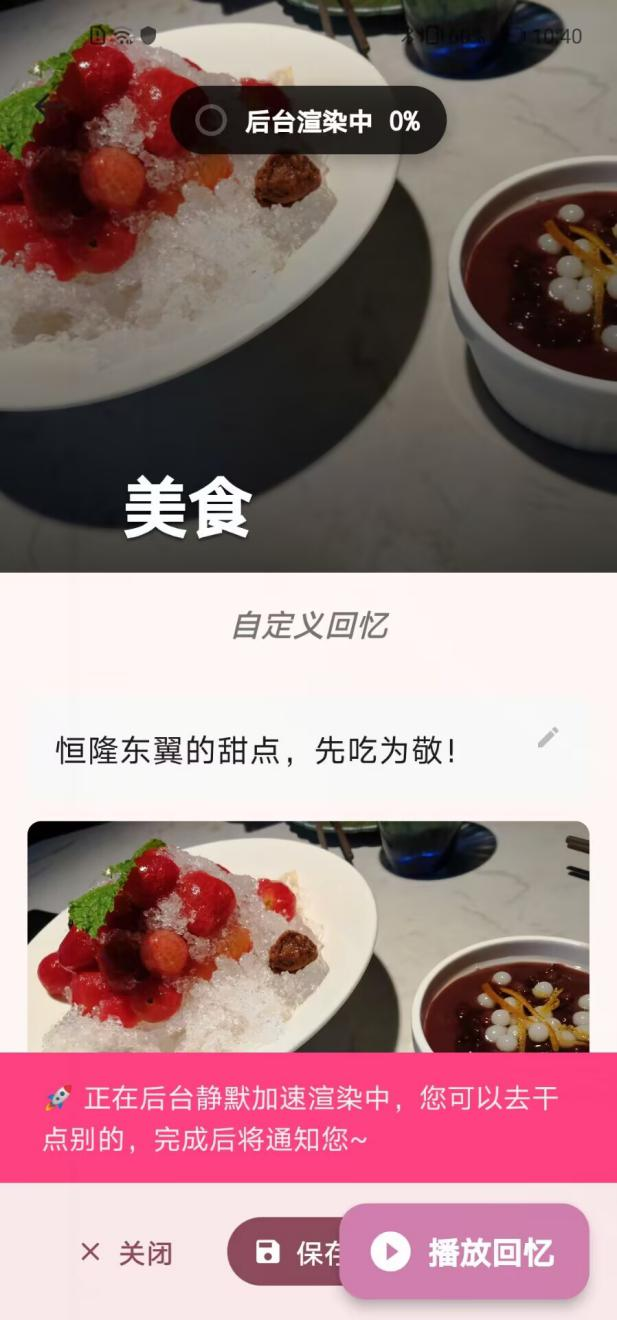 10:40
后台渲染中 0%
美食
自定义回忆
恒隆东翼的甜点，先吃为敬！
🚀 正在后台静默加速渲染中，您可以去干
点别的，完成后将通知您~
关闭
保存
播放回忆